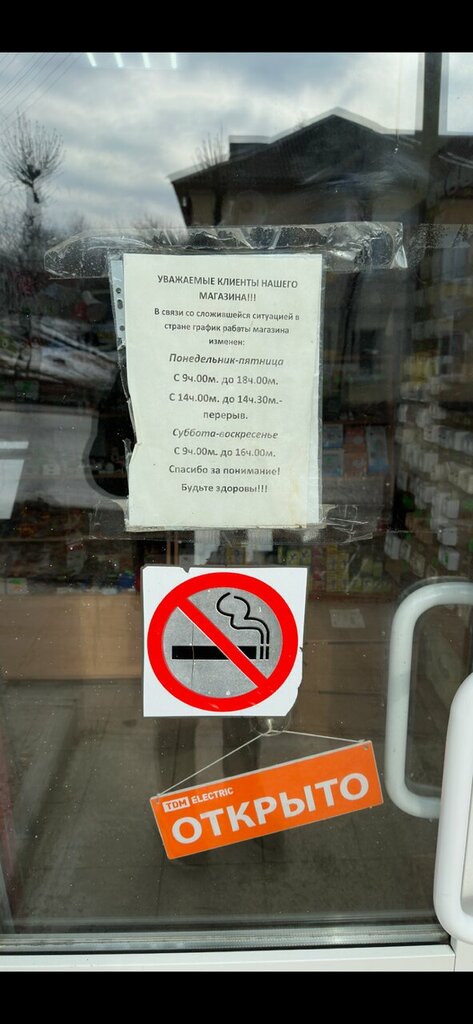 УВАЖАЕМЫЕ КЛИЕНТЫ НАШЕГО
МАГАЗИНА!!!
В связи со сложившейся ситуацией в
стране график работы магазина
изменен:
Понедельник-пятница
С 9ч.00м. до 18ч.00м.
С 14ч.00м. до 14ч.30м.-
перерыв.
Суббота-воскресенье
С 9ч.00м. до 16ч.00м.
Спасибо за понимание!
Будьте здоровы!!!
TDM ELECTRIC
ОТКРЫТО